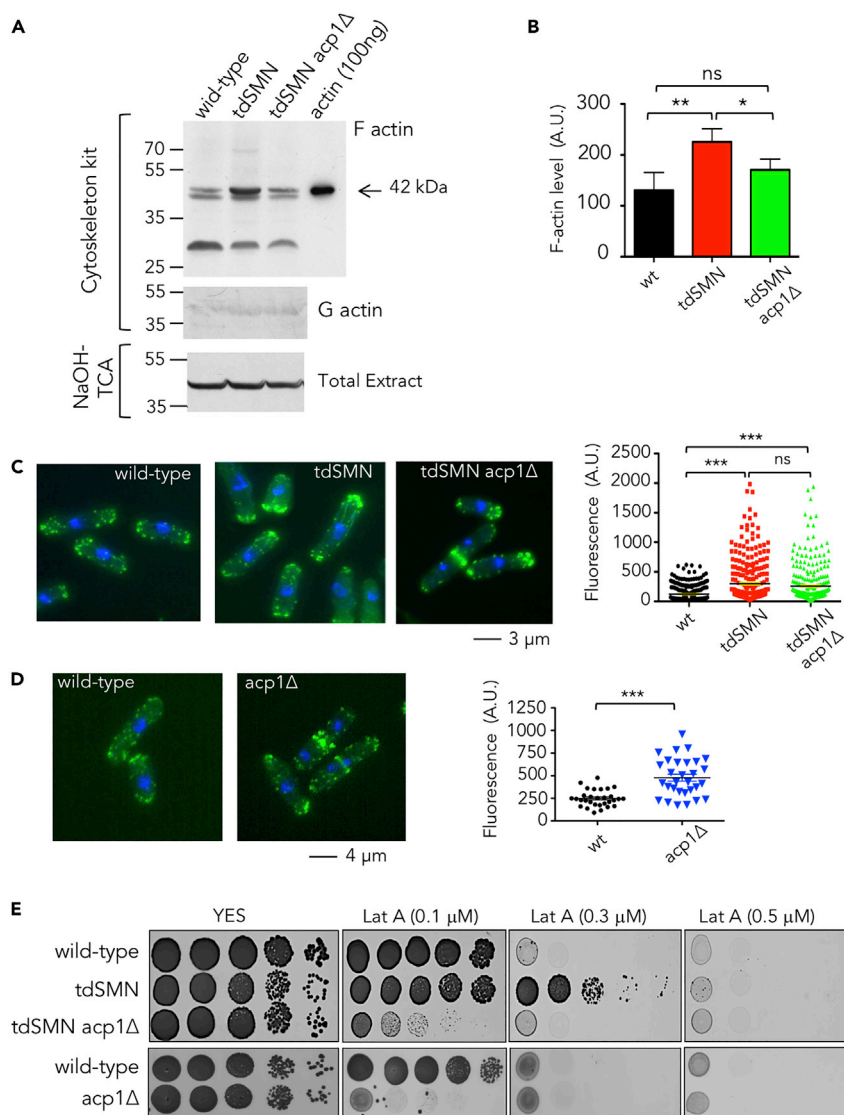 A
wid-type
tdSMN
tdSMN acp1Δ
actin (100ng)
Cytoskeleton kit
F actin
70
55
42 kDa
35
25
55
G actin
35
NaOH-
TCA
55
Total Extract
35
B
ns
** *
F-actin level (A.U.)
300
200
100
0
wt
tdSMN
tdSMN
acp1Δ
C
wild-type
tdSMN
tdSMN acp1Δ
3 µm
Fluorescence (A.U.)
***
*** ns
2500
2000
1500
1000
500
0
wt
tdSMN
tdSMN
acp1Δ
D
wild-type
acp1Δ
4 µm
Fluorescence (A.U.)
***
1250
1000
750
500
250
0
wt
acp1Δ
E
YES Lat A (0.1 µM) Lat A (0.3 µM) Lat A (0.5 µM)
wild-type
tdSMN
tdSMN acp1Δ
wild-type
acp1Δ